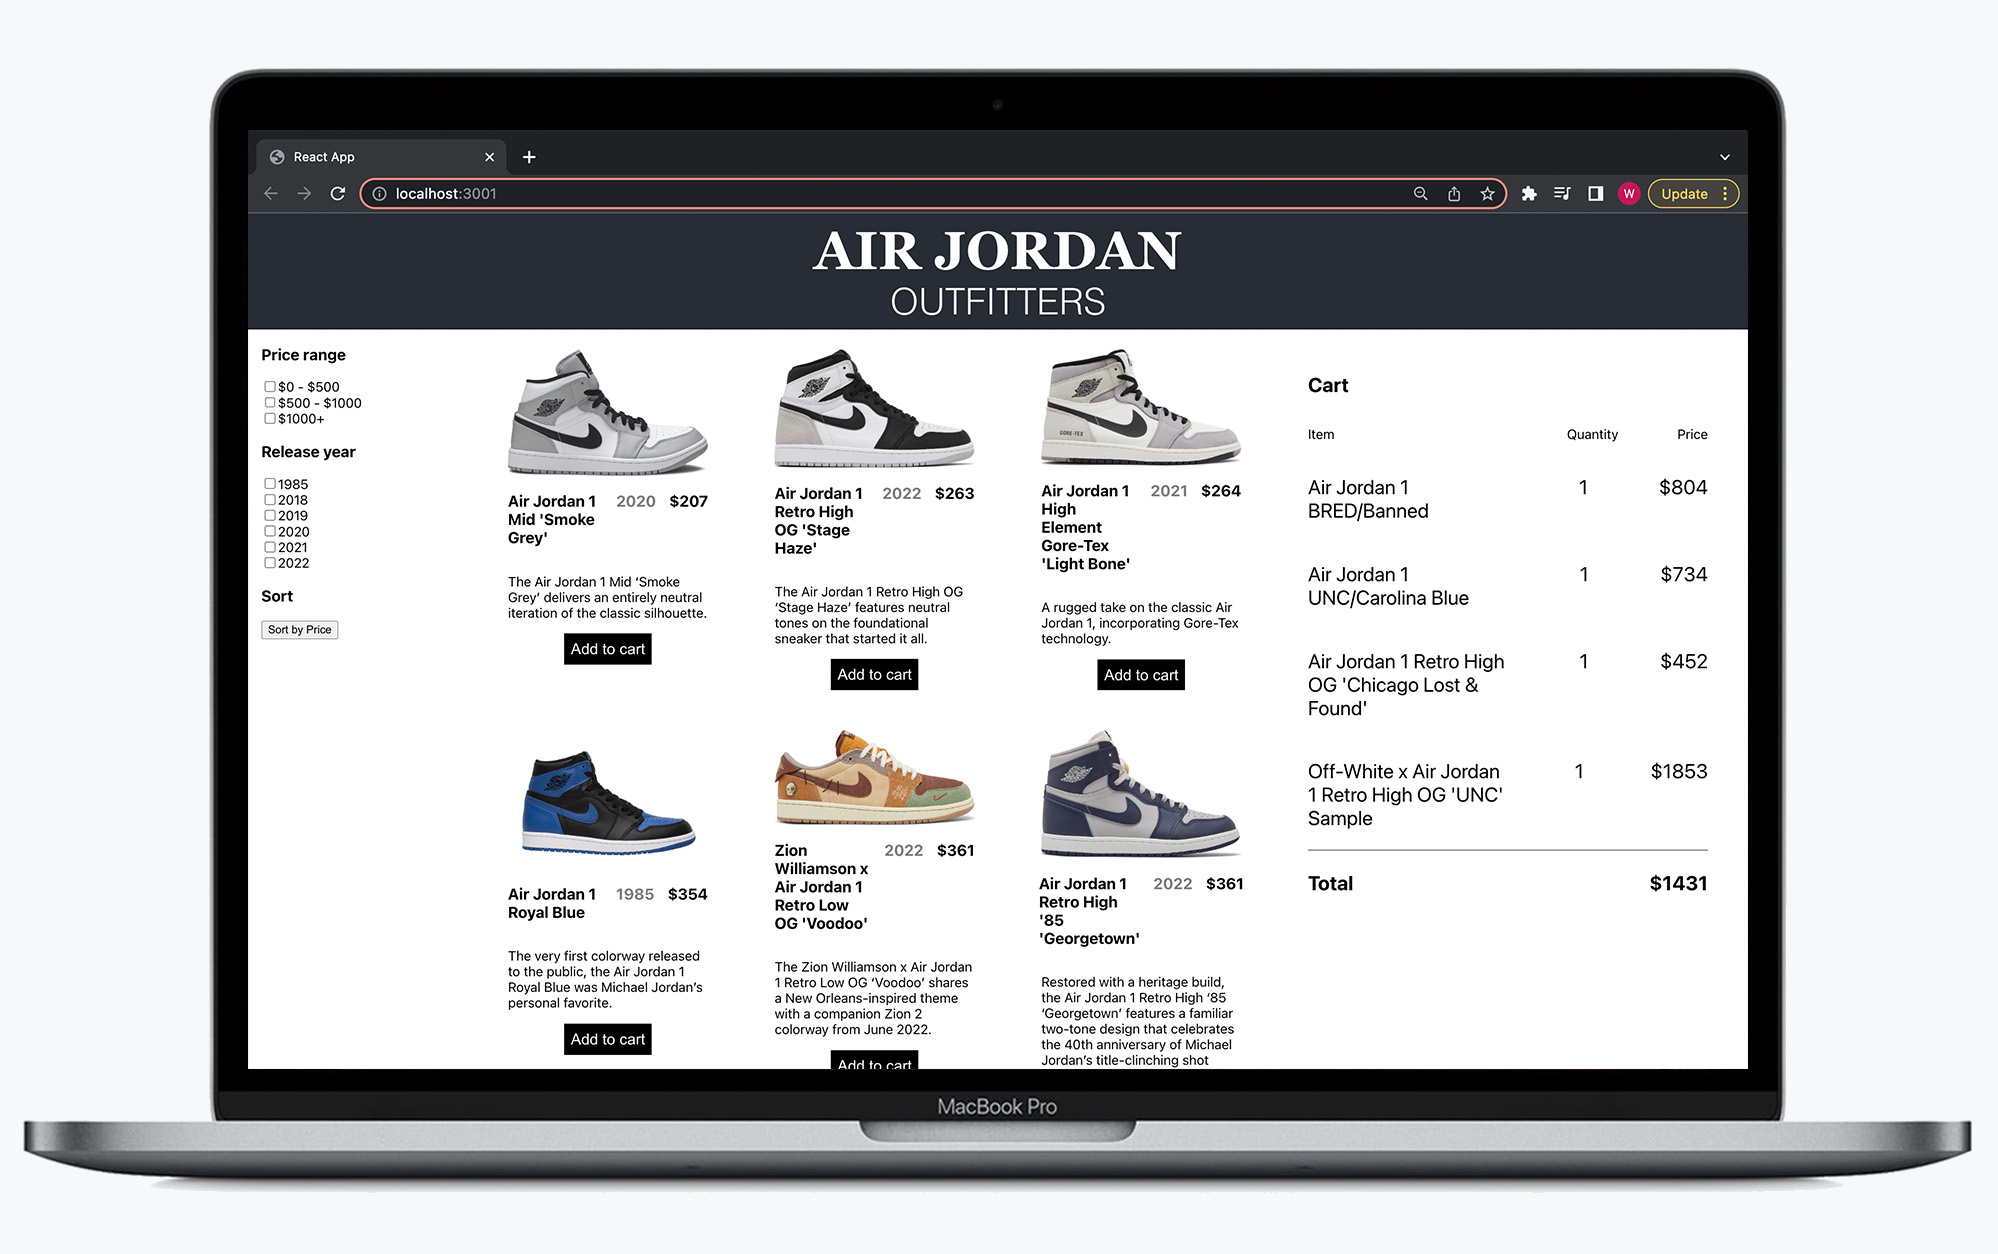 React App
localhost:3001
W
Update
AIR JORDAN
OUTFITTERS
Price range
$0 - $500
$500 - $1000
$1000+
Release year
1985
2018
2019
2020
2021
2022
Sort
Sort by Price
Air Jordan 1 2020 $207
Mid 'Smoke
Grey'
The Air Jordan 1 Mid ‘Smoke
Grey’ delivers an entirely neutral
iteration of the classic silhouette.
Add to cart
Air Jordan 1 2022 $263
Retro High
OG 'Stage
Haze'
The Air Jordan 1 Retro High OG
‘Stage Haze’ features neutral
tones on the foundational
sneaker that started it all.
Add to cart
GORE-TEX
Air Jordan 1 2021 $264
High
Element
Gore-Tex
'Light Bone'
A rugged take on the classic Air
Jordan 1, incorporating Gore-Tex
technology.
Add to cart
Air Jordan 1 1985 $354
Royal Blue
The very first colorway released
to the public, the Air Jordan 1
Royal Blue was Michael Jordan’s
personal favorite.
Add to cart
Zion 2022 $361
Williamson x
Air Jordan 1
Retro Low
OG 'Voodoo'
The Zion Williamson x Air Jordan
1 Retro Low OG ‘Voodoo’ shares
a New Orleans-inspired theme
with a companion Zion 2
colorway from June 2022.
Add to cart
Air Jordan 1 2022 $361
Retro High
'85
'Georgetown'
Restored with a heritage build,
the Air Jordan 1 Retro High ‘85
‘Georgetown’ features a familiar
two-tone design that celebrates
the 40th anniversary of Michael
Jordan’s title-clinching shot
Cart
Item Quantity Price
Air Jordan 1 1 $804
BRED/Banned
Air Jordan 1 1 $734
UNC/Carolina Blue
Air Jordan 1 Retro High 1 $452
OG 'Chicago Lost &
Found'
Off-White x Air Jordan 1 $1853
1 Retro High OG 'UNC'
Sample
Total $1431
MacBook Pro